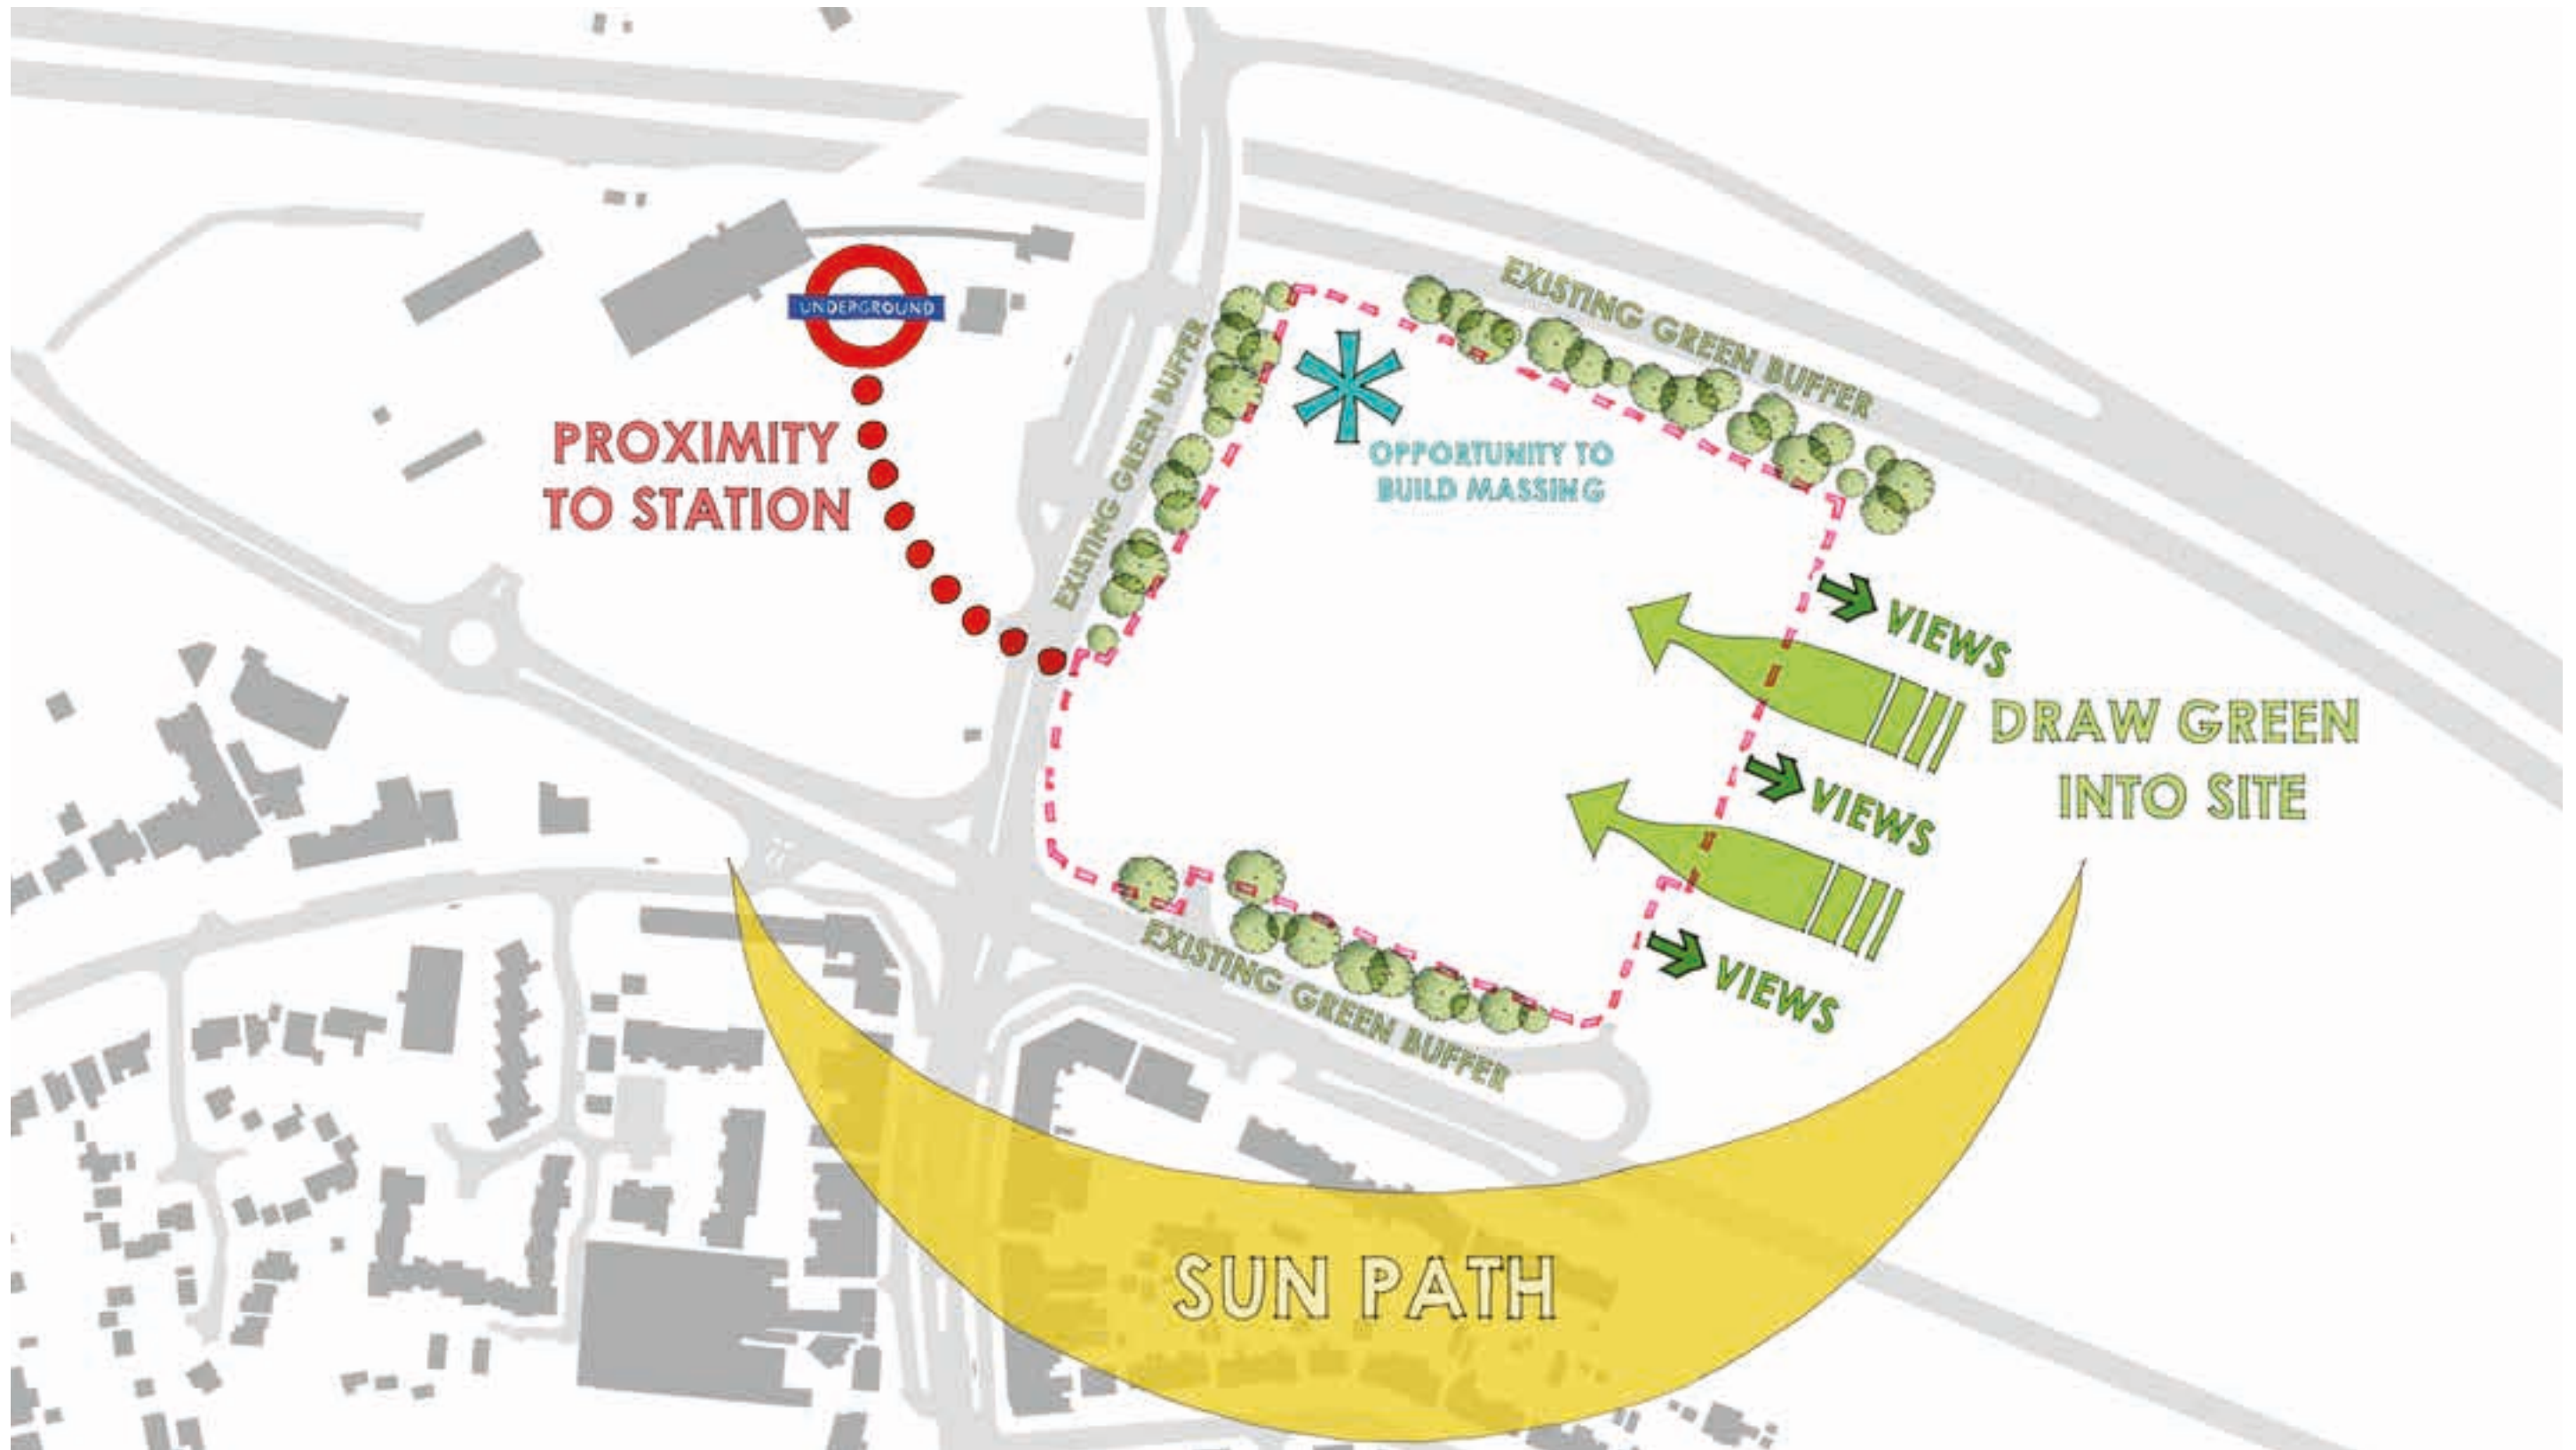 EXISTING GREEN BUFFER
UNDERGROUND
EXISTING GREEN BUFFER
PROXIMITY
TO STATION
OPPORTUNITY TO
BUILD MASSING
VIEWS
DRAW GREEN
INTO SITE
VIEWS
VIEWS
EXISTING GREEN BUFFER
SUN PATH